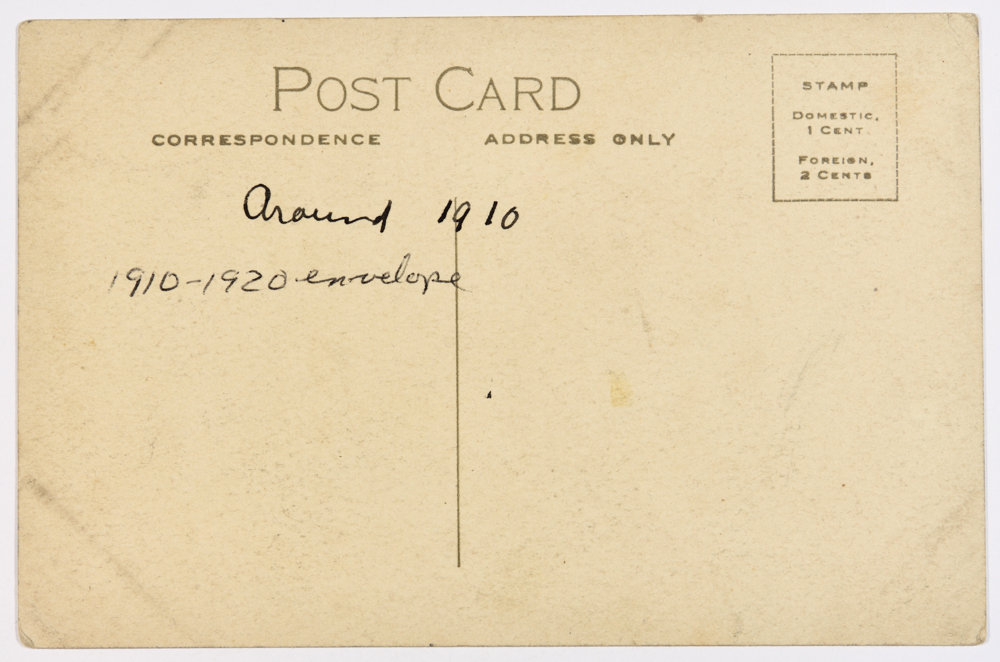 POST CARD
CORRESPONDENCE
ADDRESS ONLY
STAMP
DOMESTIC,
1 CENT.
FOREIGN,
2 CENTS
Around 1910
1910-1920 envelope